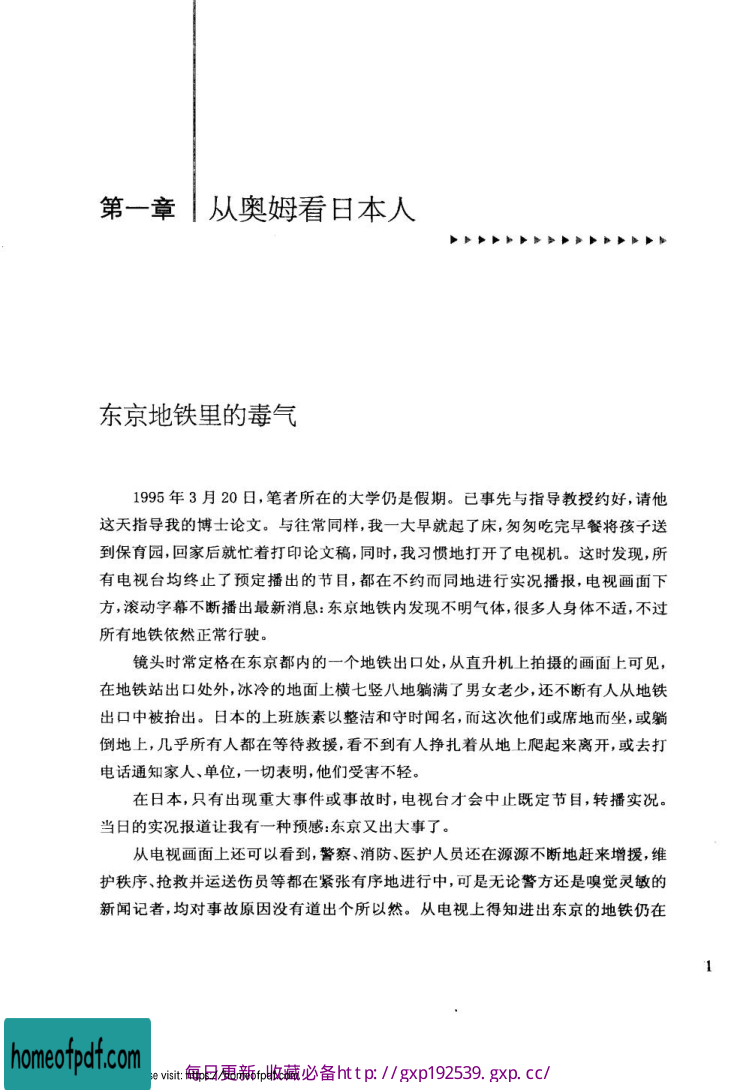 第一章 从奥姆看日本人
东京地铁里的毒气
1995 年 3 月 20 日，笔者所在的大学仍是假期。已事先与指导教授约好，请他
这天指导我的博士论文。与往常同样，我一大早就起了床，匆匆吃完早餐将孩子送
到保育园，回家后就忙着打印论文稿，同时，我习惯地打开了电视机。这时发现，所
有电视台均终止了预定播出的节目，都在不约而同地进行实况播报，电视画面下
方，滚动字幕不断播出最新消息：东京地铁内发现不明气体，很多人身体不适，不过
所有地铁依然正常行驶。
镜头时常定格在东京都内的一个地铁出口处，从直升机上拍摄的画面上可见，
在地铁站出口处外，冰冷的地面上横七竖八地躺满了男女老少，还不断有人从地铁
出口中被抬出。日本的上班族素以整洁和守时闻名，而这次他们或席地而坐，或躺
倒地上，几乎所有人都在等待救援，看不到有人挣扎着从地上爬起来离开，或去打
电话通知家人、单位，一切表明，他们受害不轻。
在日本，只有出现重大事件或事故时，电视台才会中止既定节目，转播实况。
当日的实况报道让我有一种预感：东京又出大事了。
从电视画面上还可以看到，警察、消防、医护人员还在源源不断地赶来增援，维
护秩序、抢救并运送伤员等都在紧张有序地进行中，可是无论警方还是嗅觉灵敏的
新闻记者，均对事故原因没有道出个所以然。从电视上得知进出东京的地铁仍在
1
homeofpdf.com
se visit: https://homeofpdf.com
每日更新,收藏必备http://gxp192539.gxp.cc/